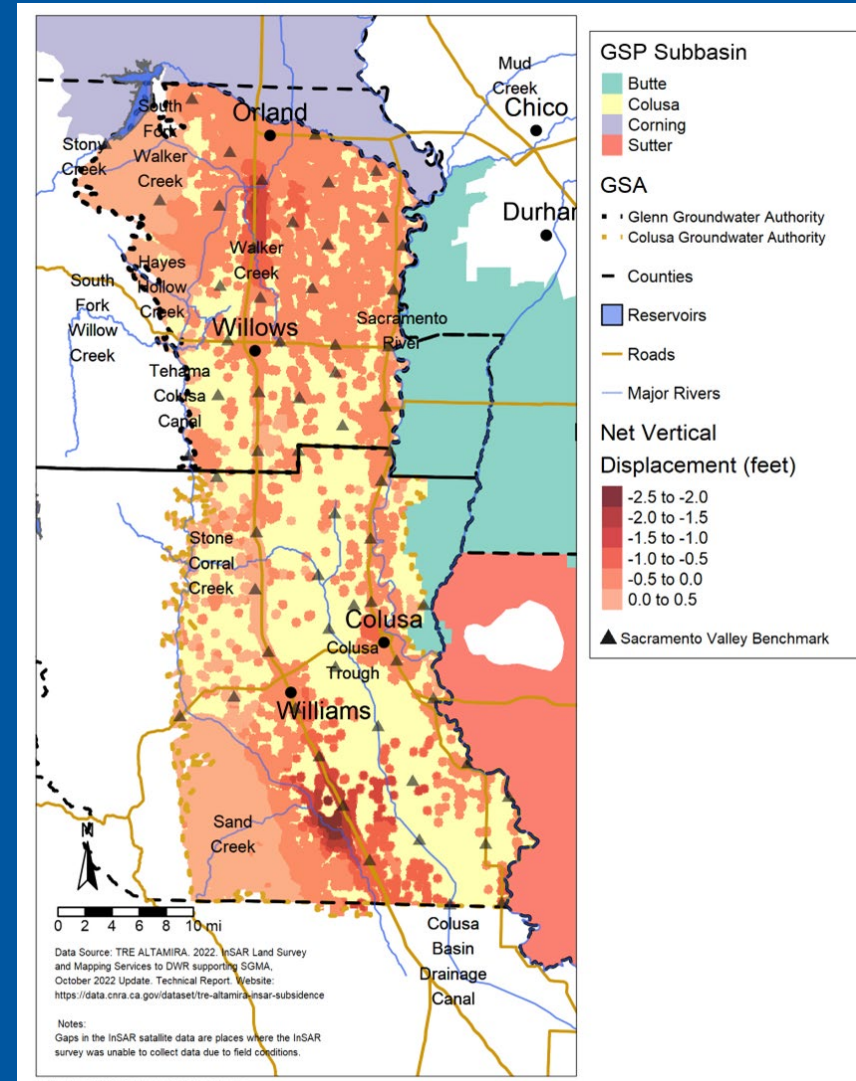 Mud
Creek
Chico
South
Fork
Walker
Creek
Orland
Stony
Creek
Durhar
Walker
Creek
Hayes
Hollow
Creek
South
Fork
Willow
Creek
Willows
Sacramento
River
Tehama
Colusa
Canal
Stone
Corral
Creek
Colusa
Colusa
Trough
Williams
Sand
Creek
N
0 2 4 6 8 10 mi
Colusa
Basin
Drainage
Canal
Data Source: TRE ALTAMIRA. 2022. InSAR Land Survey
and Mapping Services to DWR supporting SGMA,
October 2022 Update. Technical Report. Website:
https://data.cnra.ca.gov/dataset/tre-altamira-insar-subsidence
Notes:
Gaps in the InSAR satallite data are places where the InSAR
survey was unable to collect data due to field conditions.
GSP Subbasin
Butte
Colusa
Corning
Sutter
GSA
Glenn Groundwater Authority
Colusa Groundwater Authority
Counties
Reservoirs
Roads
Major Rivers
Net Vertical
Displacement (feet)
-2.5 to -2.0
-2.0 to -1.5
-1.5 to -1.0
-1.0 to -0.5
-0.5 to 0.0
0.0 to 0.5
Sacramento Valley Benchmark